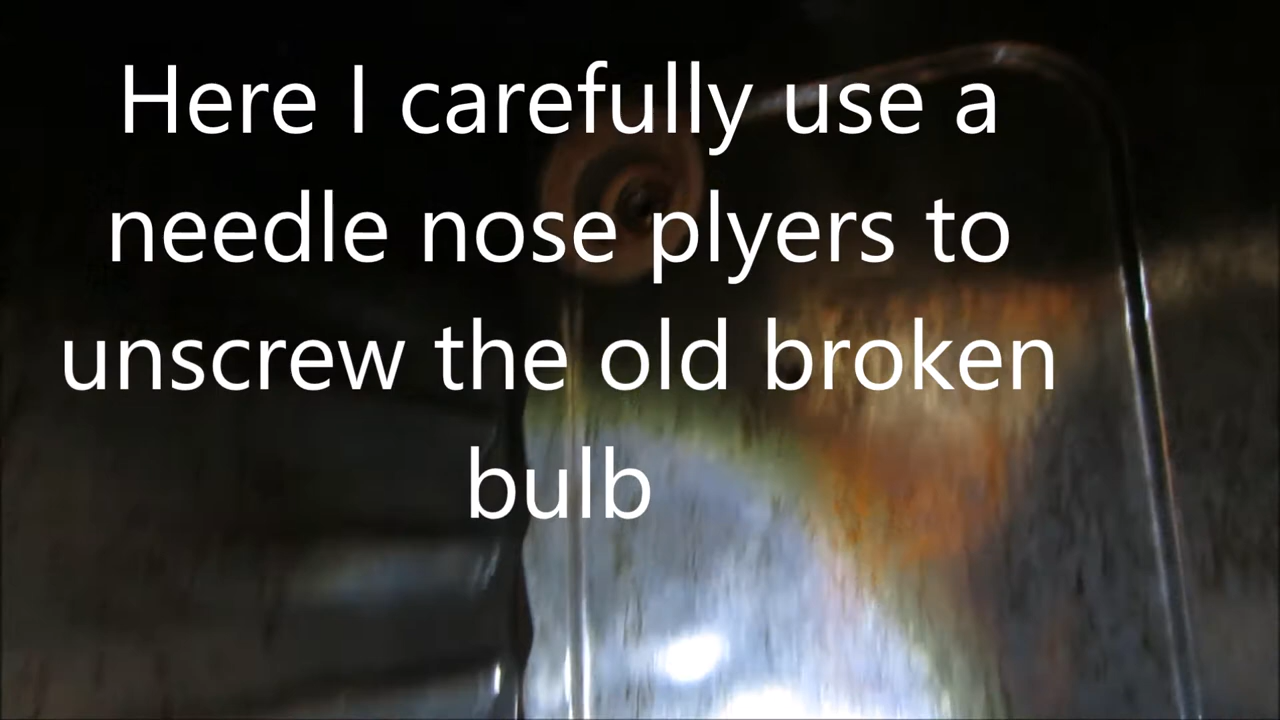 Here I carefully use a
needle nose plyers to
unscrew the old broken
bulb